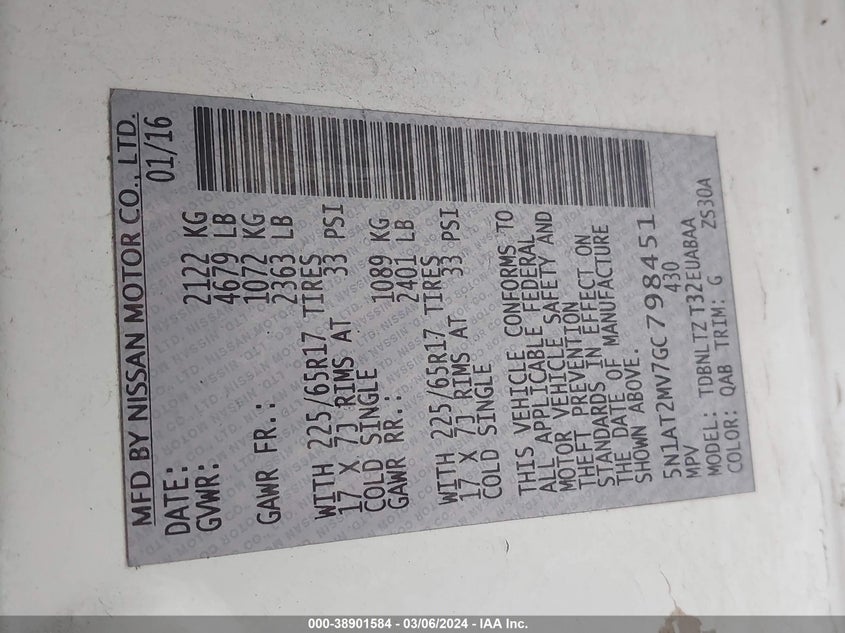 MFD BY NISSAN MOTOR CO., LTD.
DATE: 01/16
GVWR: 2122 KG
4679 LB
GAWR FR.: 1072 KG
2363 LB
WITH 225/65R17 TIRES
17 X 7J RIMS AT 33 PSI
COLD SINGLE
GAWR RR.: 1089 KG
2401 LB
WITH 225/65R17 TIRES
17 X 7J RIMS AT 33 PSI
COLD SINGLE
THIS VEHICLE CONFORMS TO
ALL APPLICABLE FEDERAL
MOTOR VEHICLE SAFETY AND
THEFT PREVENTION
STANDARDS IN EFFECT ON
THE DATE OF MANUFACTURE
SHOWN ABOVE.
5N1AT2MV7GC798451
MPV 430
MODEL: TDBNLTZ T32EUABAA
COLOR: QAB TRIM: G ZS30A
000-38901584 - 03/06/2024 - IAA Inc.